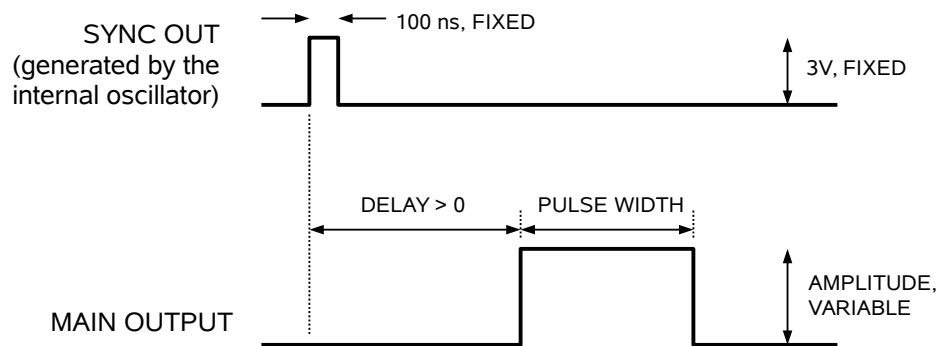 100 ns, FIXED
SYNC OUT
(generated by the
internal oscillator)
3V, FIXED
DELAY > 0
PULSE WIDTH
AMPLITUDE,
VARIABLE
MAIN OUTPUT